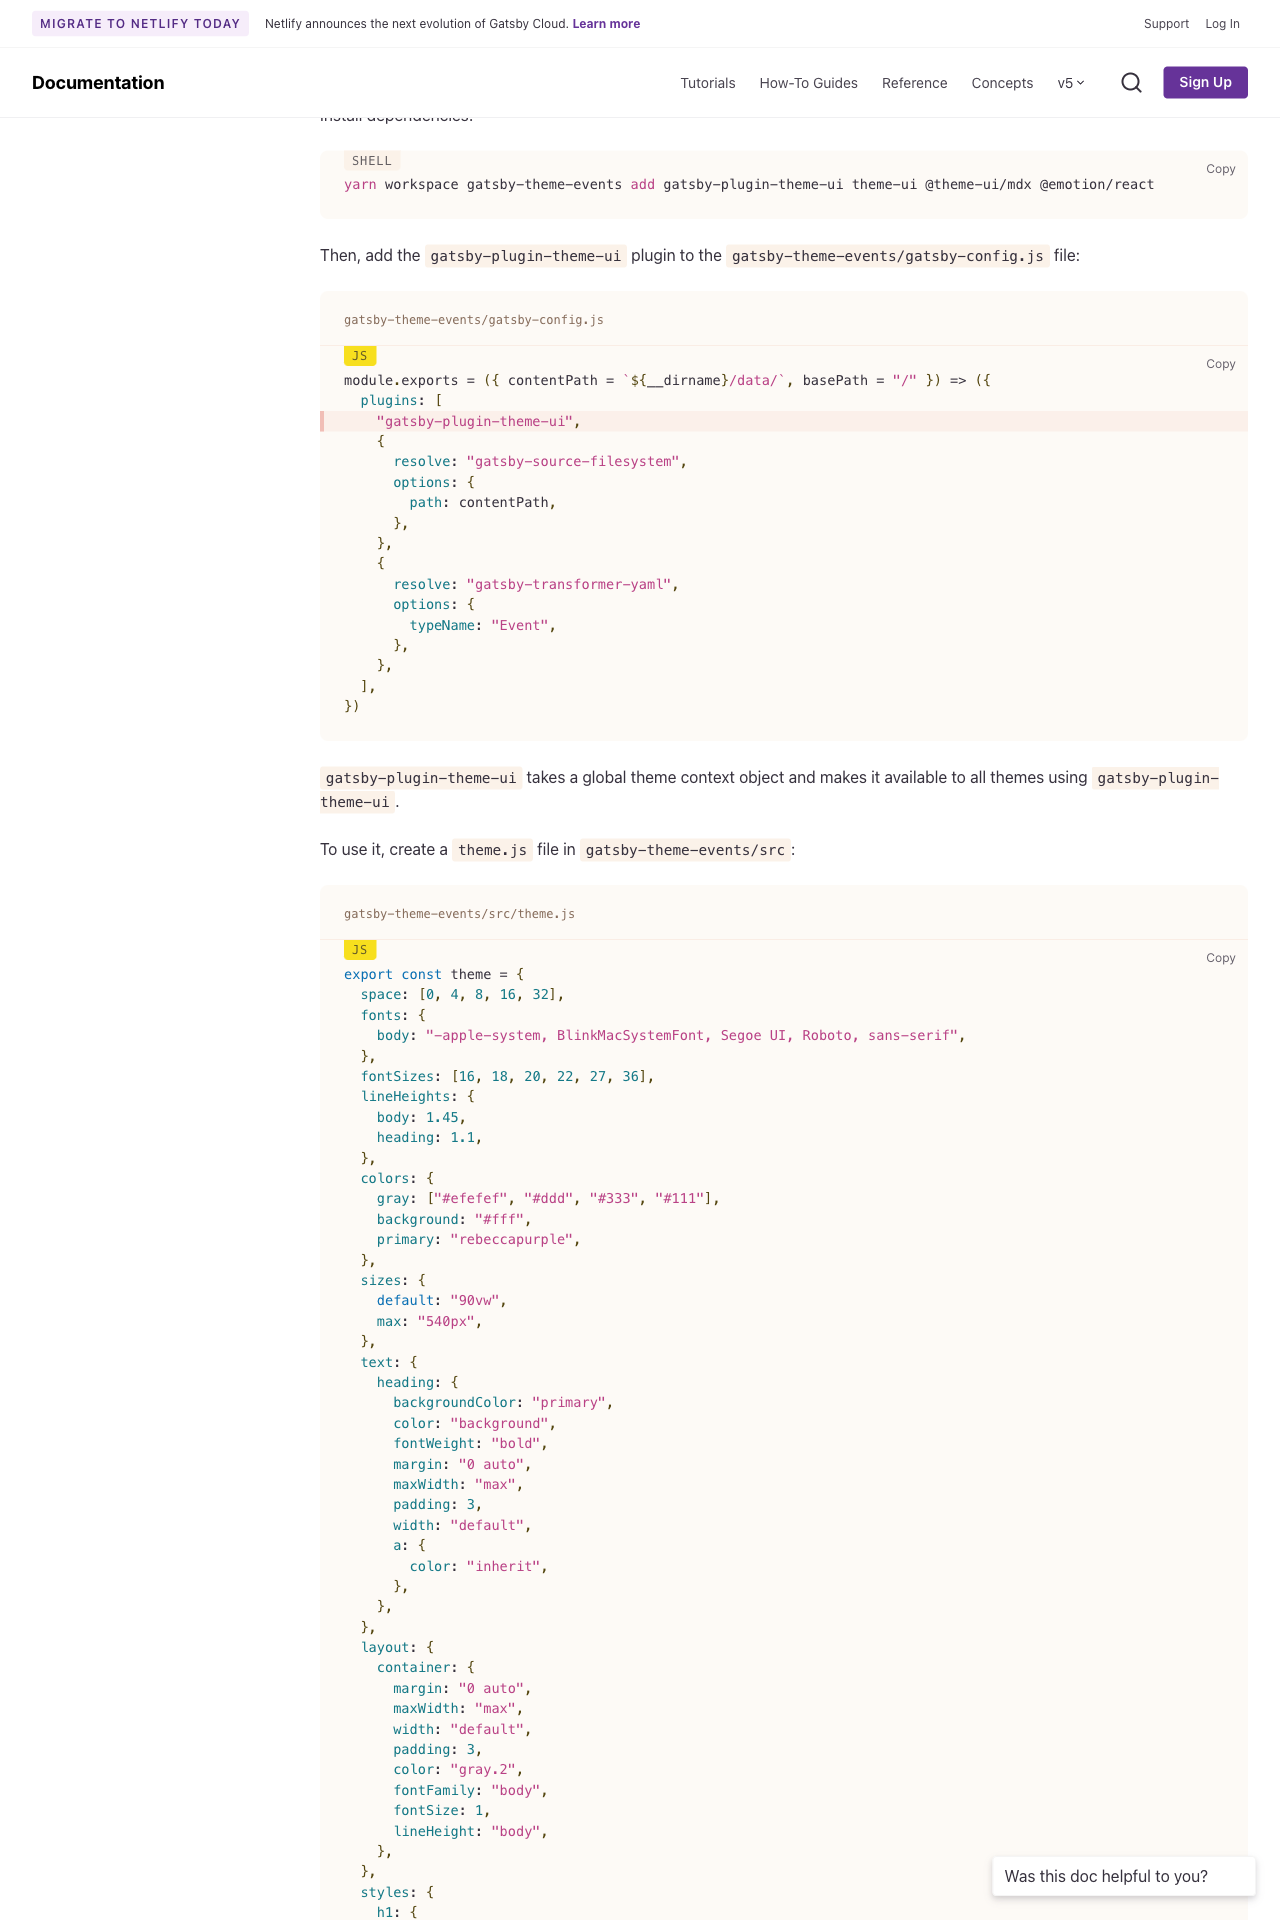 MIGRATE TO NETLIFY TODAY Netlify announces the next evolution of Gatsby Cloud. Learn more Support Log In
Documentation Tutorials How-To Guides Reference Concepts v5 Sign Up
install dependencies:
SHELL
Copy
yarn workspace gatsby-theme-events add gatsby-plugin-theme-ui theme-ui @theme-ui/mdx @emotion/react
Then, add the gatsby-plugin-theme-ui plugin to the gatsby-theme-events/gatsby-config.js file:
gatsby-theme-events/gatsby-config.js
JS
Copy
module.exports = ({ contentPath = `${__dirname}/data/`, basePath = "/" }) => ({
  plugins: [
    "gatsby-plugin-theme-ui",
    {
      resolve: "gatsby-source-filesystem",
      options: {
        path: contentPath,
      },
    },
    {
      resolve: "gatsby-transformer-yaml",
      options: {
        typeName: "Event",
      },
    },
  ],
})
gatsby-plugin-theme-ui takes a global theme context object and makes it available to all themes using gatsby-plugin-
theme-ui.
To use it, create a theme.js file in gatsby-theme-events/src:
gatsby-theme-events/src/theme.js
JS
Copy
export const theme = {
  space: [0, 4, 8, 16, 32],
  fonts: {
    body: "-apple-system, BlinkMacSystemFont, Segoe UI, Roboto, sans-serif",
  },
  fontSizes: [16, 18, 20, 22, 27, 36],
  lineHeights: {
    body: 1.45,
    heading: 1.1,
  },
  colors: {
    gray: ["#efefef", "#ddd", "#333", "#111"],
    background: "#fff",
    primary: "rebeccapurple",
  },
  sizes: {
    default: "90vw",
    max: "540px",
  },
  text: {
    heading: {
      backgroundColor: "primary",
      color: "background",
      fontWeight: "bold",
      margin: "0 auto",
      maxWidth: "max",
      padding: 3,
      width: "default",
      a: {
        color: "inherit",
      },
    },
  },
  layout: {
    container: {
      margin: "0 auto",
      maxWidth: "max",
      width: "default",
      padding: 3,
      color: "gray.2",
      fontFamily: "body",
      fontSize: 1,
      lineHeight: "body",
    },
  },
  styles: {
    h1: {
Was this doc helpful to you?